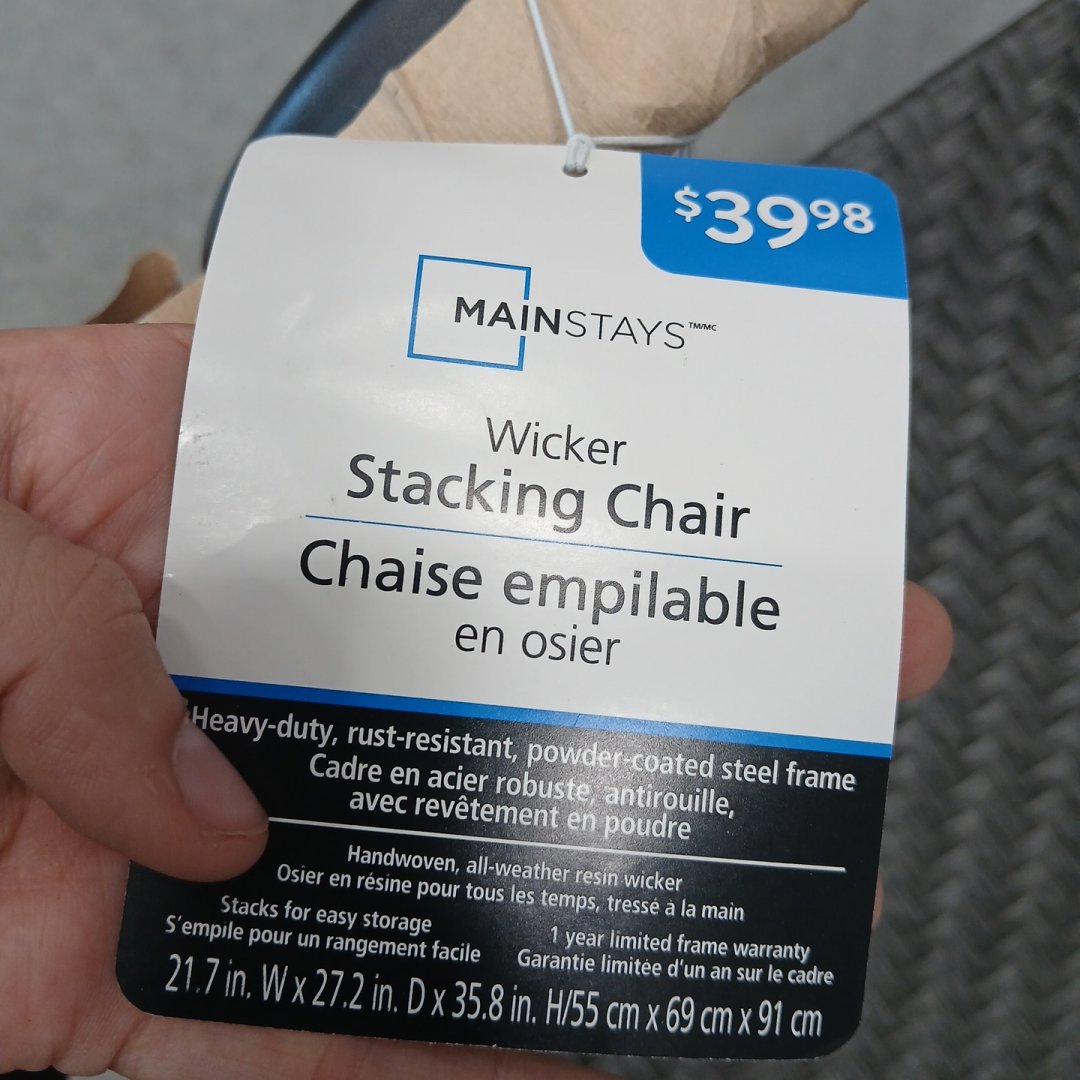 $39.98
MAINSTAYS™/MC
Wicker
Stacking Chair
Chaise empilable
en osier
Heavy-duty, rust-resistant, powder-coated steel frame
Cadre en acier robuste, antirouille,
avec revêtement en poudre
Handwoven, all-weather resin wicker
Osier en résine pour tous les temps, tressé à la main
Stacks for easy storage
S'empile pour un rangement facile
1 year limited frame warranty
Garantie limitée d'un an sur le cadre
21.7 in. W x 27.2 in. D x 35.8 in. H/55 cm x 69 cm x 91 cm